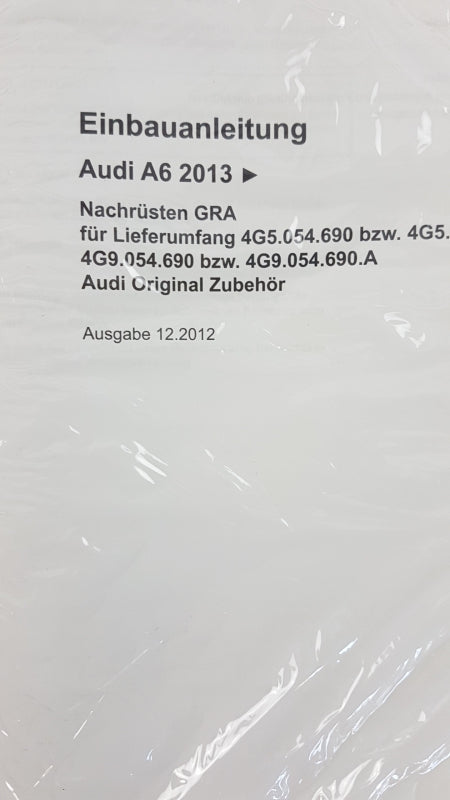 Einbauanleitung
Audi A6 2013 ►
Nachrüsten GRA
für Lieferumfang 4G5.054.690 bzw. 4G5.
4G9.054.690 bzw. 4G9.054.690.A
Audi Original Zubehör
Ausgabe 12.2012